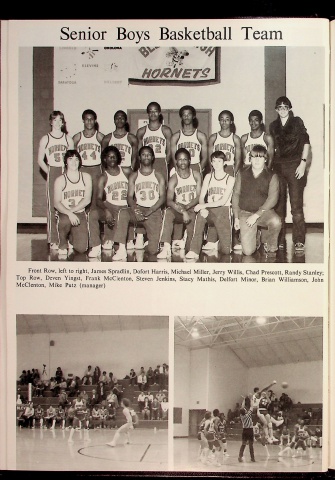 Senior Boys Basketball Team
HORNETS
Front Row, left to right, James Spradlin, Dofort Harris, Michael Miller, Jerry Willis, Chad Prescott, Randy Stanley;
Top Row, Deven Yingst, Frank McClenton, Steven Jenkins, Stacy Mathis, Delfort Minor, Brian Williamson, John
McClenton, Mike Patz (manager)